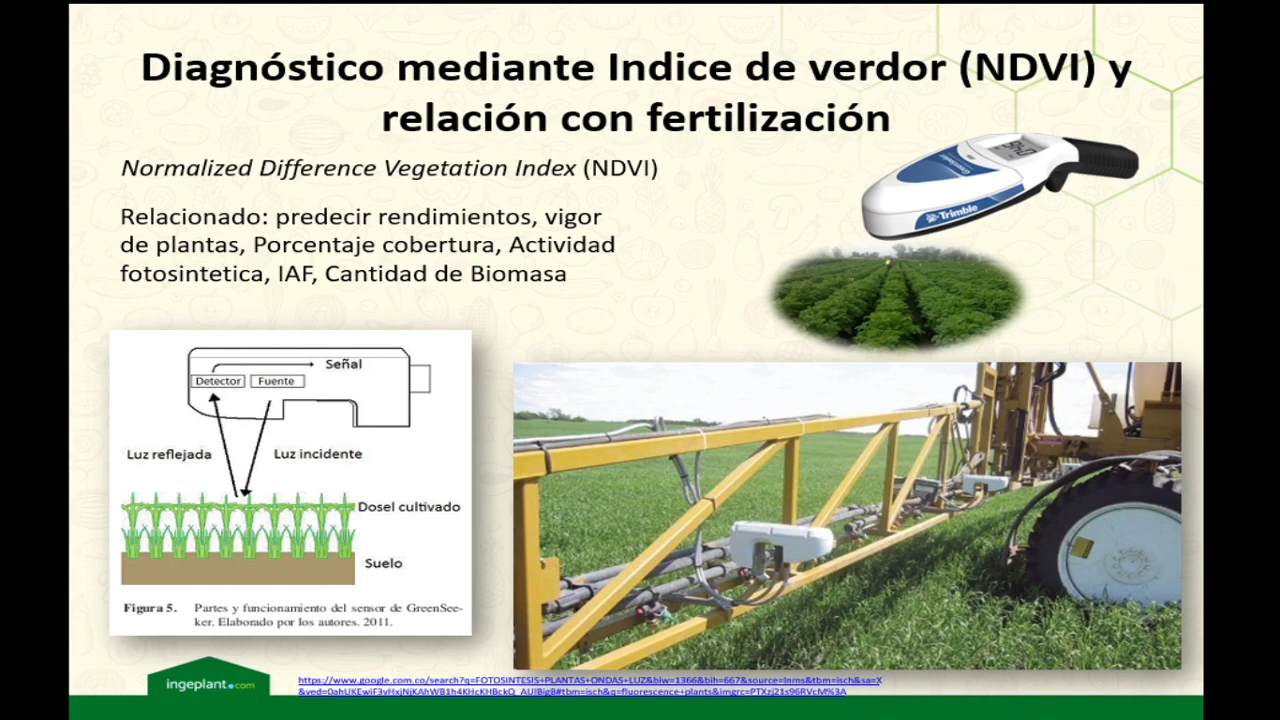 Diagnóstico mediante Indice de verdor (NDVI) y
relación con fertilización
Normalized Difference Vegetation Index (NDVI)
Relacionado: predecir rendimientos, vigor
de plantas, Porcentaje cobertura, Actividad
fotosintetica, IAF, Cantidad de Biomasa
Trimble
Señal
Detector
Fuente
Luz reflejada
Luz incidente
Dosel cultivado
Suelo
Figura 5. Partes y funcionamiento del sensor de GreenSee-
ker. Elaborado por los autores. 2011.
ingeplant.com